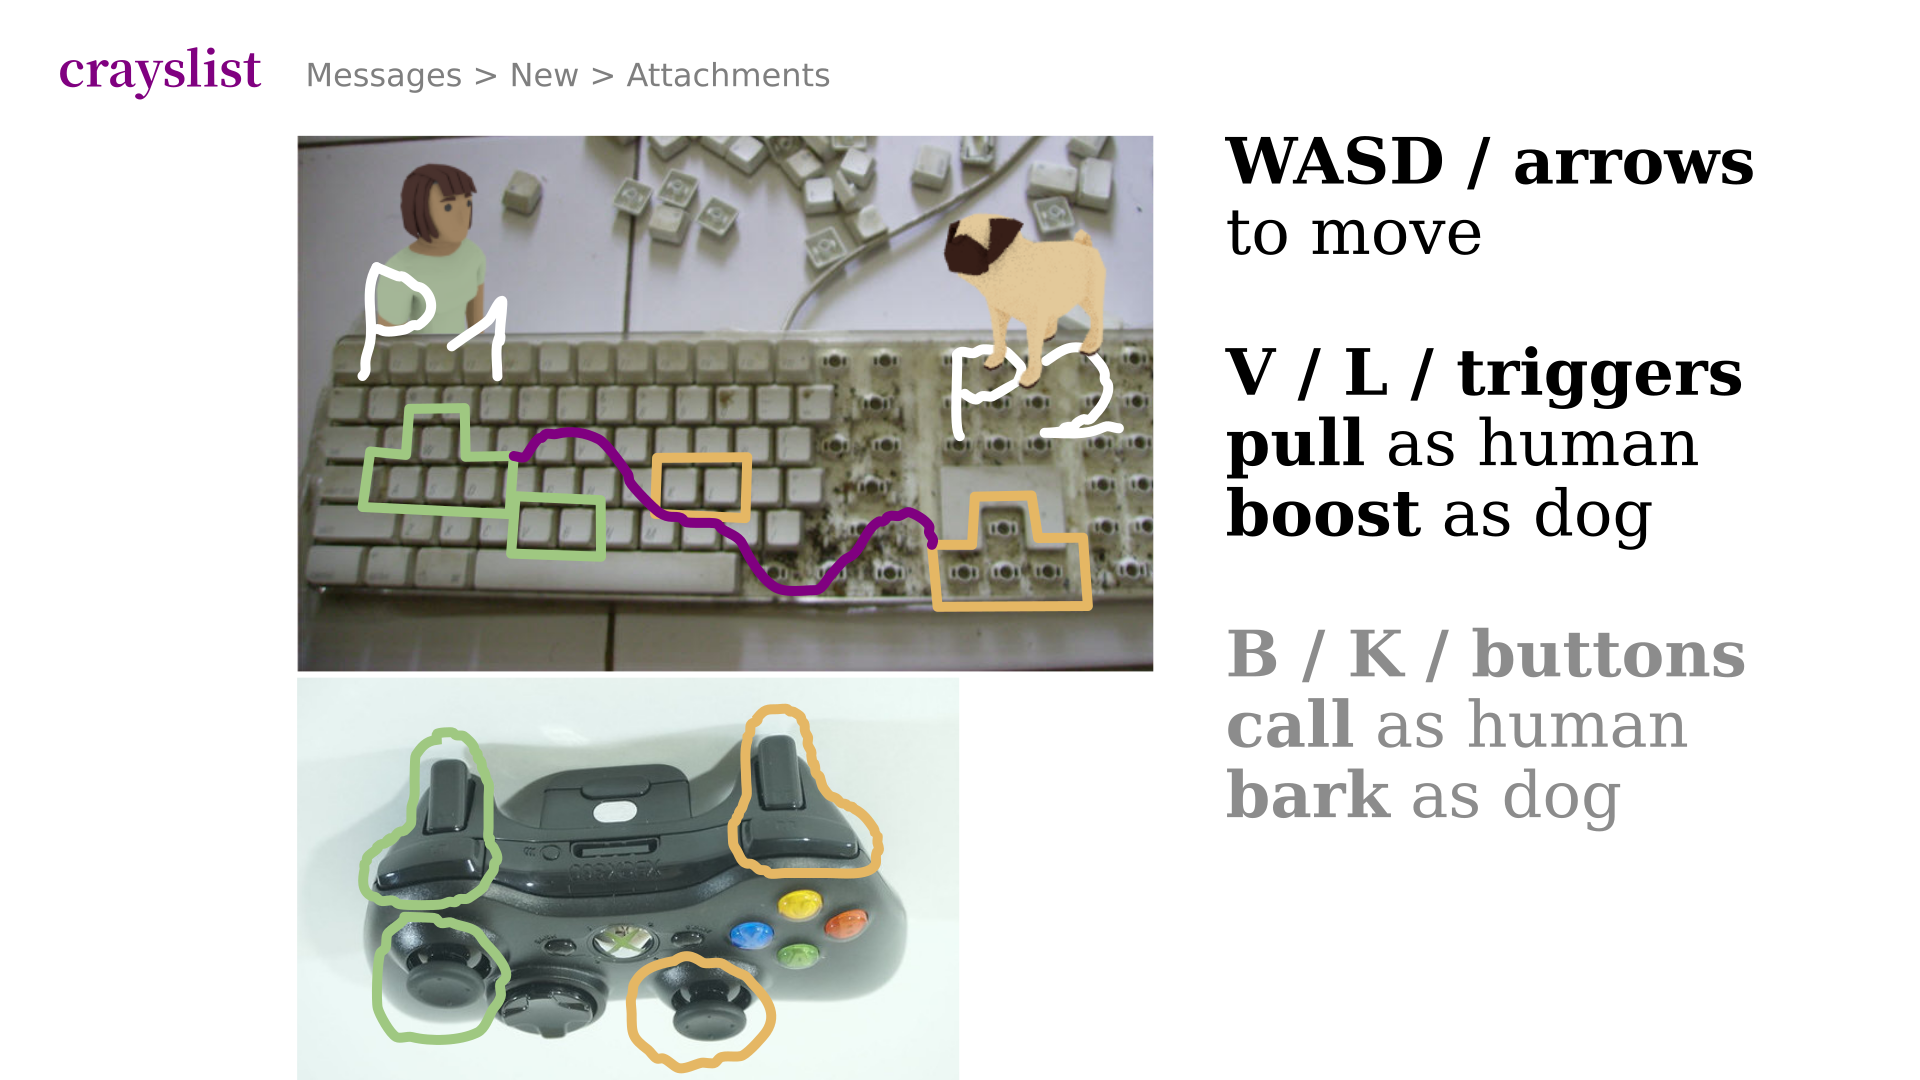 crayslist
Messages > New > Attachments
P1
P2
WASD / arrows
to move
V / L / triggers
pull as human
boost as dog
B / K / buttons
call as human
bark as dog